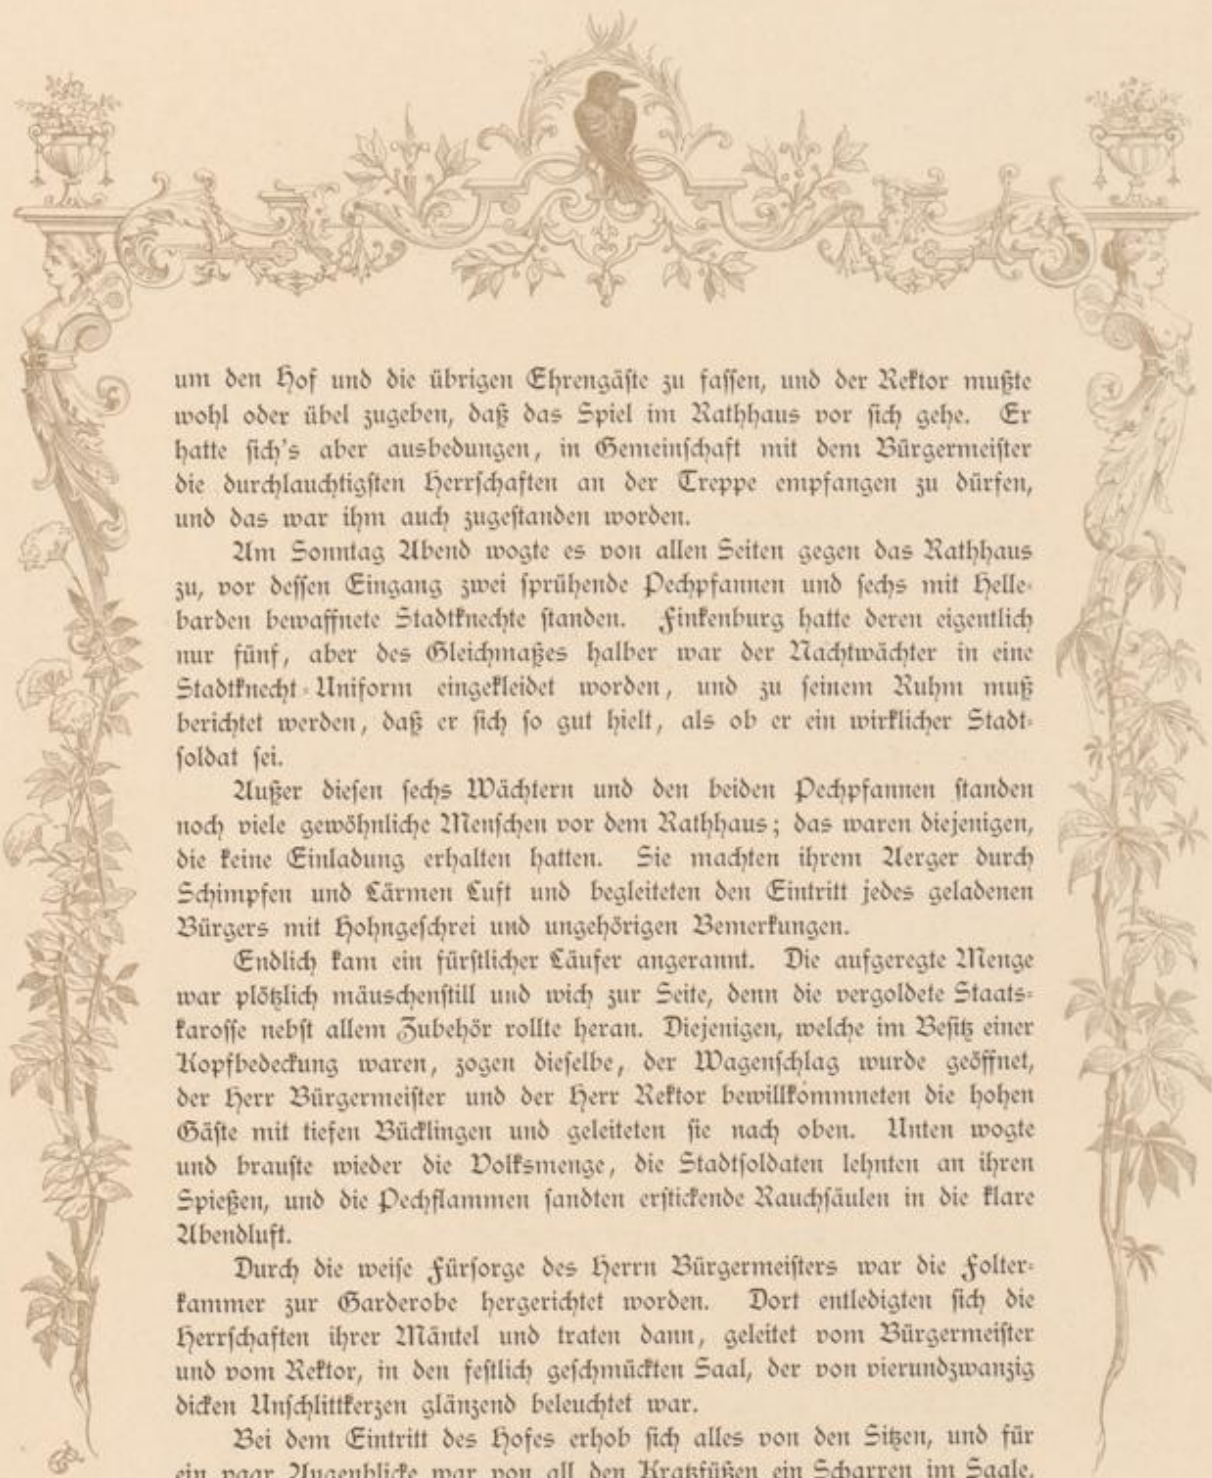 um den Hof und die übrigen Ehrengäſte zu faſſen, und der Rektor mußte
wohl oder übel zugeben, daß das Spiel im Rathhaus vor ſich gehe. Er
hatte ſich's aber ausbedungen, in Gemeinſchaft mit dem Bürgermeiſter
die durchlauchtigſten Herrſchaften an der Treppe empfangen zu dürfen,
und das war ihm auch zugeſtanden worden.
Am Sonntag Abend wogte es von allen Seiten gegen das Rathhaus
zu, vor deſſen Eingang zwei ſprühende Pechpfannen und ſechs mit Helle-
barden bewaffnete Stadtknechte ſtanden. Finkenburg hatte deren eigentlich
nur fünf, aber des Gleichmaßes halber war der Nachtwächter in eine
Stadtknecht-Uniform eingekleidet worden, und zu ſeinem Ruhm muß
berichtet werden, daß er ſich ſo gut hielt, als ob er ein wirklicher Stadt-
ſoldat ſei.
Außer dieſen ſechs Wächtern und den beiden Pechpfannen ſtanden
noch viele gewöhnliche Menſchen vor dem Rathhaus; das waren diejenigen,
die keine Einladung erhalten hatten. Sie machten ihrem Aerger durch
Schimpfen und Lärmen Luft und begleiteten den Eintritt jedes geladenen
Bürgers mit Hohngeſchrei und ungehörigen Bemerkungen.
Endlich kam ein fürſtlicher Läufer angerannt. Die aufgeregte Menge
war plötzlich mäuschenſtill und wich zur Seite, denn die vergoldete Staats-
karoſſe nebſt allem Zubehör rollte heran. Diejenigen, welche im Beſitz einer
Kopfbedeckung waren, zogen dieſelbe, der Wagenſchlag wurde geöffnet,
der Herr Bürgermeiſter und der Herr Rektor bewillkommneten die hohen
Gäſte mit tiefen Bücklingen und geleiteten ſie nach oben. Unten wogte
und brauſte wieder die Volksmenge, die Stadtſoldaten lehnten an ihren
Spießen, und die Pechflammen ſandten erſtickende Rauchſäulen in die klare
Abendluft.
Durch die weiſe Fürſorge des Herrn Bürgermeiſters war die Folter-
kammer zur Garderobe hergerichtet worden. Dort entledigten ſich die
Herrſchaften ihrer Mäntel und traten dann, geleitet vom Bürgermeiſter
und vom Rektor, in den feſtlich geſchmückten Saal, der von vierundzwanzig
dicken Unſchlittkerzen glänzend beleuchtet war.
Bei dem Eintritt des Hofes erhob ſich alles von den Sitzen, und für
ein paar Augenblicke war von all den Kratzfüßen ein Scharren im Saale,